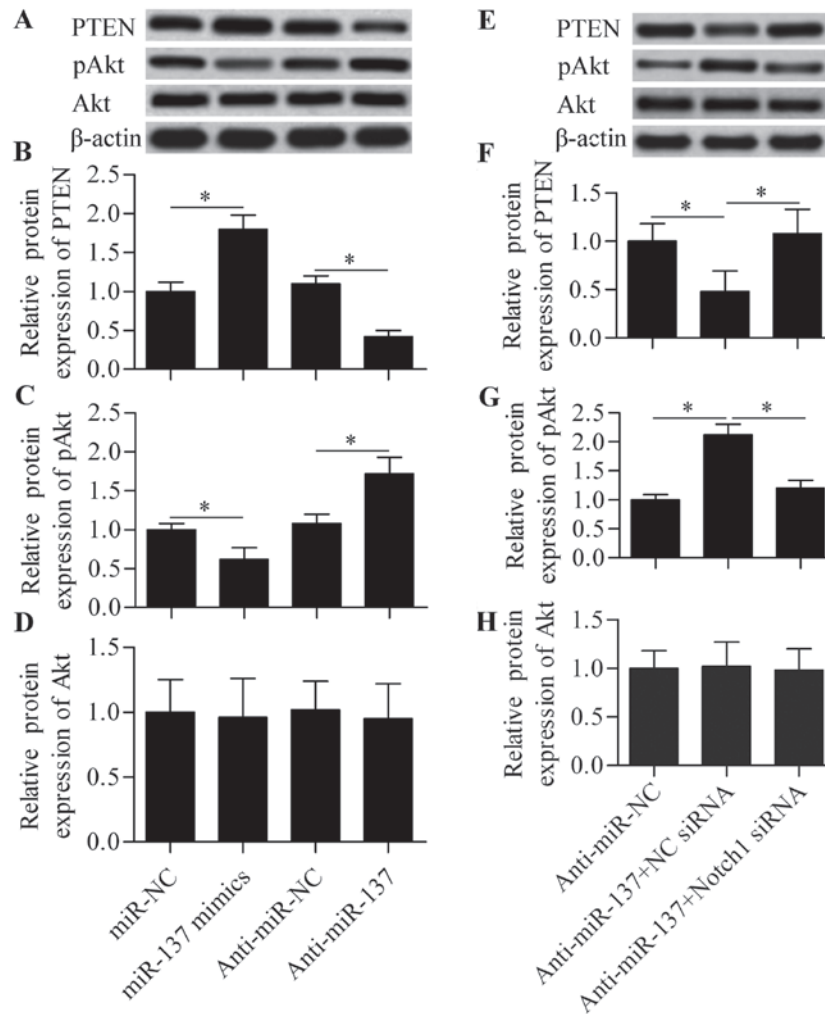 A
PTEN
pAkt
Akt
β-actin
B
Relative protein
expression of PTEN
2.5
2.0
1.5
1.0
0.5
0.0
*
*
C
Relative protein
expression of pAkt
2.5
2.0
1.5
1.0
0.5
0.0
*
*
D
Relative protein
expression of Akt
1.5
1.0
0.5
0.0
miR-NC
miR-137 mimics
Anti-miR-NC
Anti-miR-137
E
PTEN
pAkt
Akt
β-actin
F
Relative protein
expression of PTEN
1.5
1.0
0.5
0.0
*
*
G
Relative protein
expression of pAkt
2.5
2.0
1.5
1.0
0.5
0.0
*
*
H
Relative protein
expression of Akt
1.5
1.0
0.5
0.0
Anti-miR-NC
Anti-miR-137+NC siRNA
Anti-miR-137+Notch1 siRNA